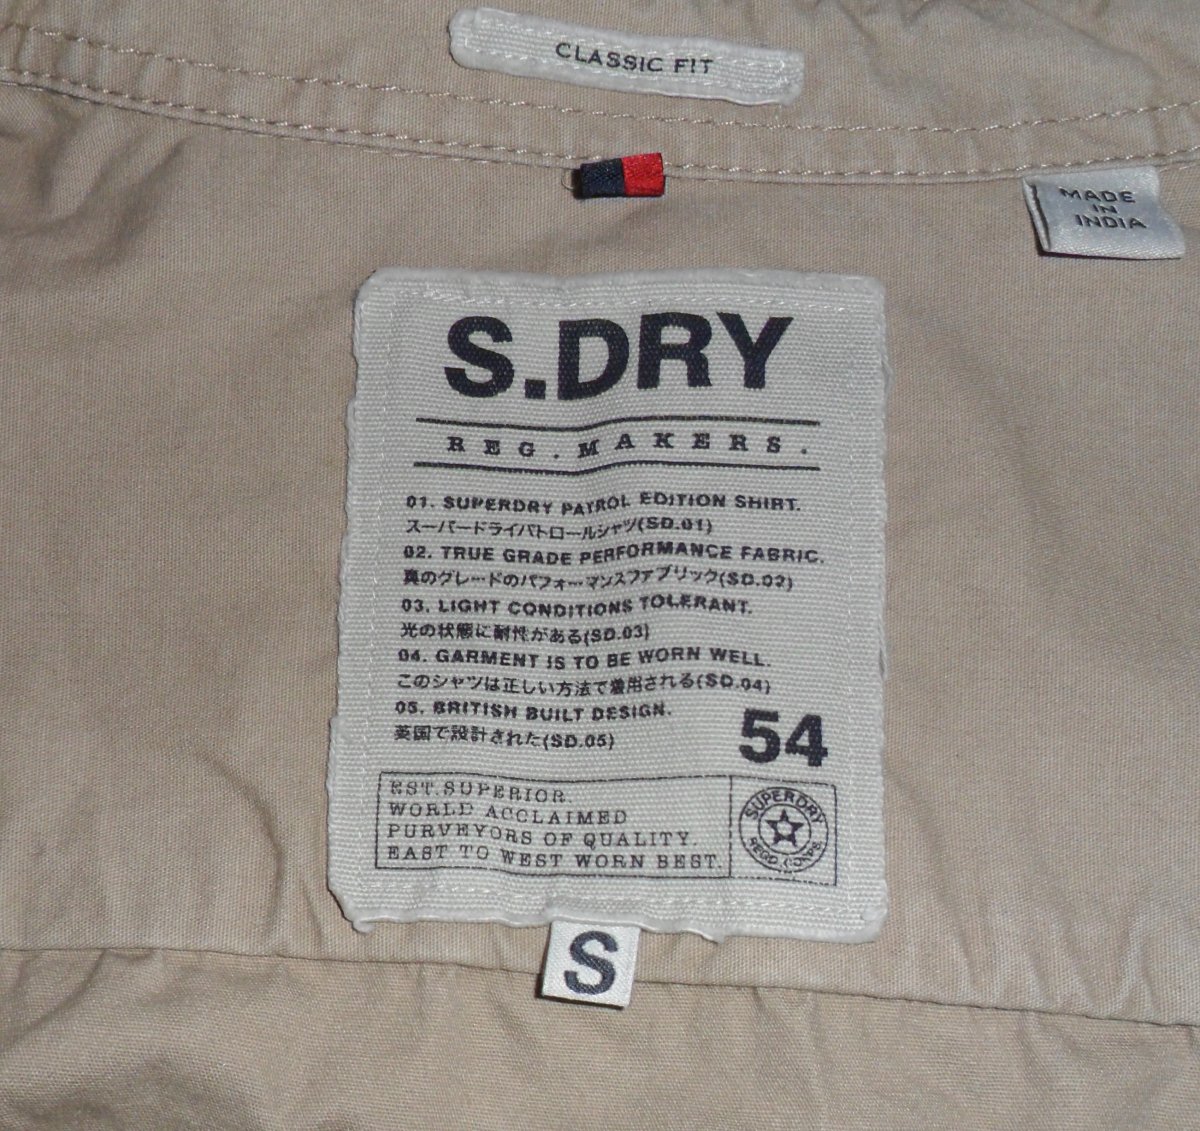 CLASSIC FIT
MADE
IN
INDIA
S.DRY
REG.MAKERS.
01. SUPERDRY PATROL EDITION SHIRT.
スーパードライパトロールシャツ(SD.01)
02. TRUE GRADE PERFORMANCE FABRIC.
真のグレードのパフォーマンスファブリック(SD.02)
03. LIGHT CONDITIONS TOLERANT.
光の状態に耐性がある(SD.03)
04. GARMENT IS TO BE WORN WELL.
このシャツは正しい方法で着用される(SD.04)
05. BRITISH BUILT DESIGN.
英国で設計された(SD.05)
54
EST.SUPERIOR.
WORLD ACCLAIMED
PURVEYORS OF QUALITY.
EAST TO WEST WORN BEST.
SUPERDRY
REGD.CORPS.
S